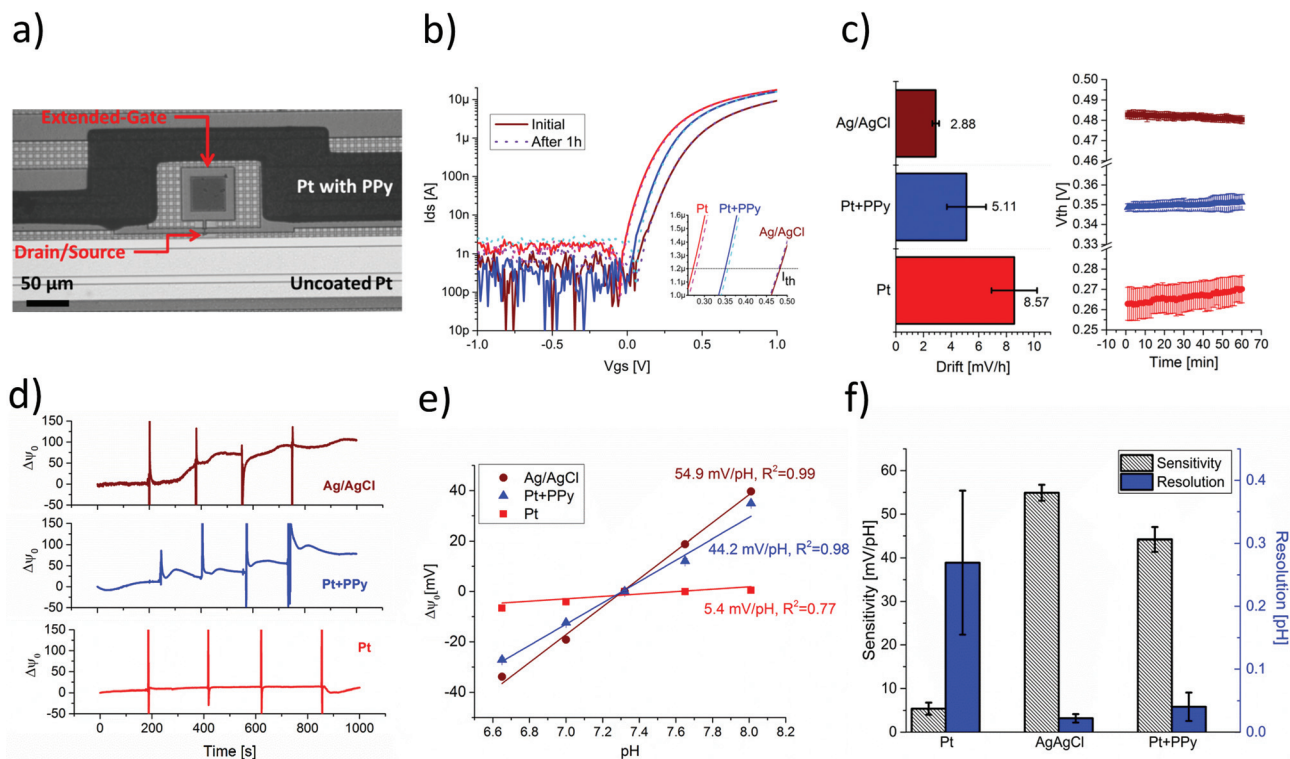 a)
Extended-Gate
Pt with PPy
Drain/Source
50 µm
Uncoated Pt
b)
Ids [A]
10µ
1µ
100n
10n
1n
100p
10p
Initial
After 1h
-1.0 -0.5 0.0 0.5 1.0
Vgs [V]
Pt Pt+PPy
Ag/AgCl
1.6µ
1.5µ
1.4µ
1.3µ
1.2µ
1.1µ
1.0µ
Ith
0.30 0.35 0.40 0.45 0.50
c)
Ag/AgCl 2.88
Pt+PPy 5.11
Pt 8.57
0 2 4 6 8 10
Drift [mV/h]
Vth [V]
0.50
0.49
0.48
0.47
0.46
0.36
0.35
0.34
0.33
0.27
0.26
0.25
-10 0 10 20 30 40 50 60 70
Time [min]
d)
Δψ0
150
100
50
0
-50
Ag/AgCl
Δψ0
150
100
50
0
-50
Pt+PPy
Δψ0
150
100
50
0
-50
Pt
0 200 400 600 800 1000
Time [s]
e)
Δψ0[mV]
40
20
0
-20
-40
Ag/AgCl
Pt+PPy
Pt
54.9 mV/pH, R²=0.99
44.2 mV/pH, R²=0.98
5.4 mV/pH, R²=0.77
6.6 6.8 7.0 7.2 7.4 7.6 7.8 8.0 8.2
pH
f)
Sensitivity [mV/pH]
60
50
40
30
20
10
0
Sensitivity
Resolution
Pt AgAgCl Pt+PPy
0.4
0.3
0.2
0.1
0.0
Resolution [pH]